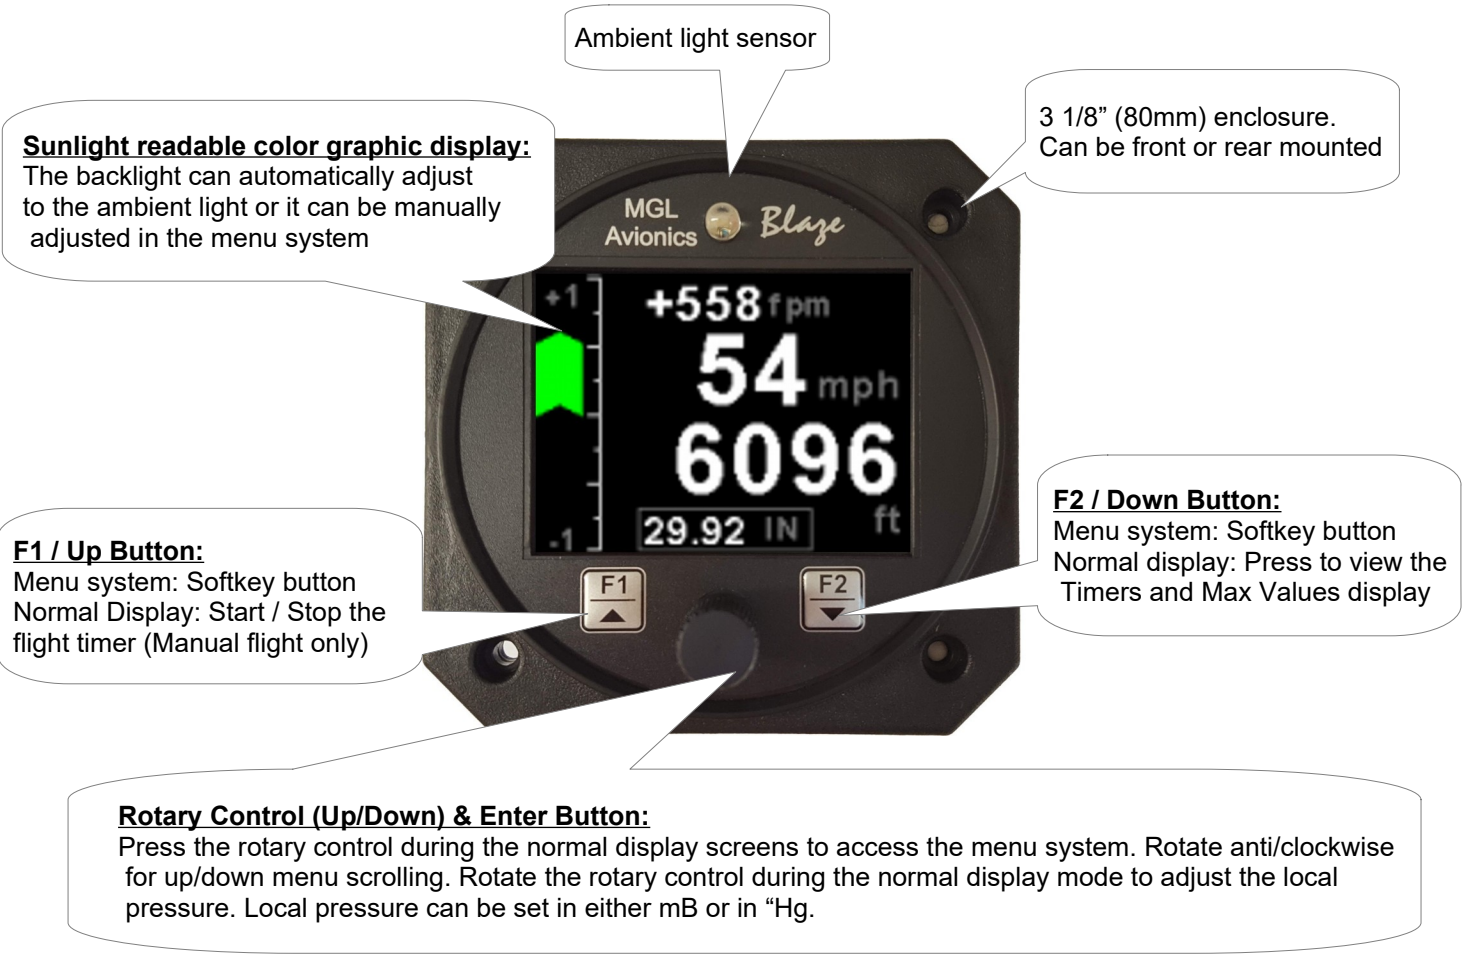 Ambient light sensor
3 1/8” (80mm) enclosure.
Can be front or rear mounted
Sunlight readable color graphic display:
The backlight can automatically adjust
to the ambient light or it can be manually
adjusted in the menu system
MGL
Avionics
Blaze
+1
+558 fpm
54 mph
6096
ft
29.92 IN
-1
F1 / Up Button:
Menu system: Softkey button
Normal Display: Start / Stop the
flight timer (Manual flight only)
F1
F2
F2 / Down Button:
Menu system: Softkey button
Normal display: Press to view the
Timers and Max Values display
Rotary Control (Up/Down) & Enter Button:
Press the rotary control during the normal display screens to access the menu system. Rotate anti/clockwise
for up/down menu scrolling. Rotate the rotary control during the normal display mode to adjust the local
pressure. Local pressure can be set in either mB or in “Hg.